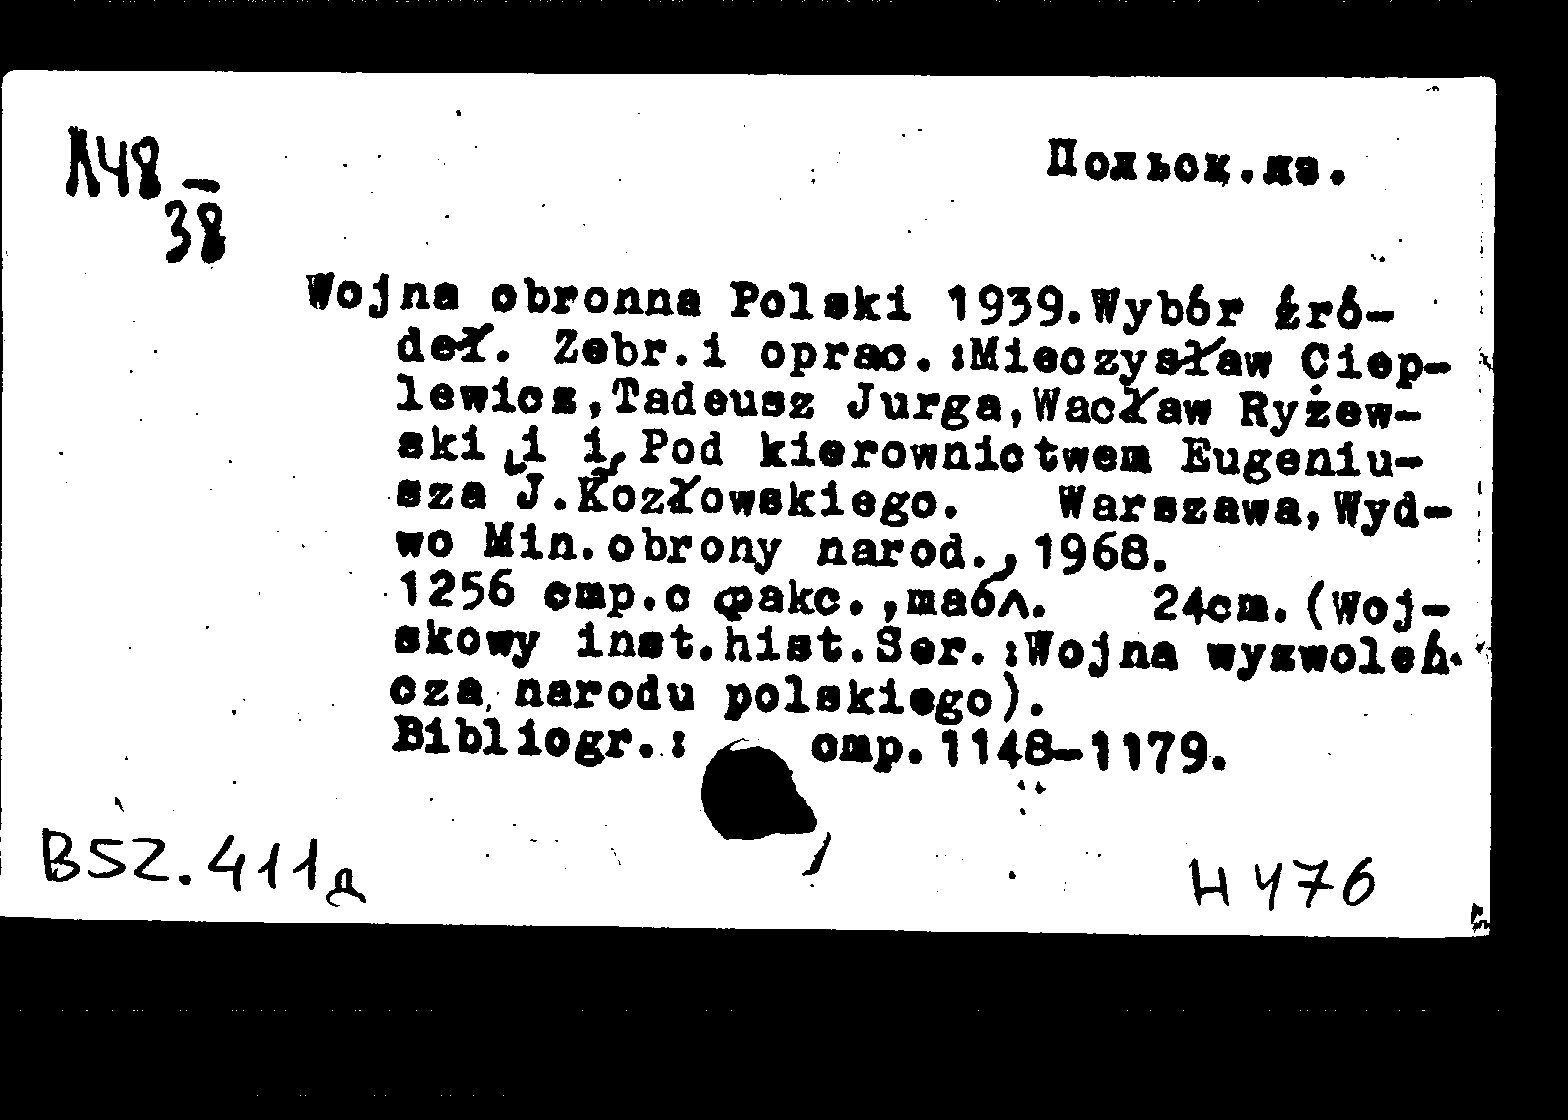 Л48
38
Польск.яз.
Wojna obronna Polski 1939. Wybór źró-
deł. Zebr. i oprac.: Mieczysław Ciep-
lewicz, Tadeusz Jurga, Wacław Ryżew-
ski [i i.] Pod kierownictwem Eugeniu-
sza J. Kozłowskiego. Warszawa, Wyd-
wo Min. obrony narod., 1968.
1256 стр. с факс., табл. 24cm. (Woj-
skowy inst. hist. Ser.: Wojna wyzwoleń-
cza narodu polskiego).
Bibliogr.: стр. 1148-1179.
B52.411д
H476